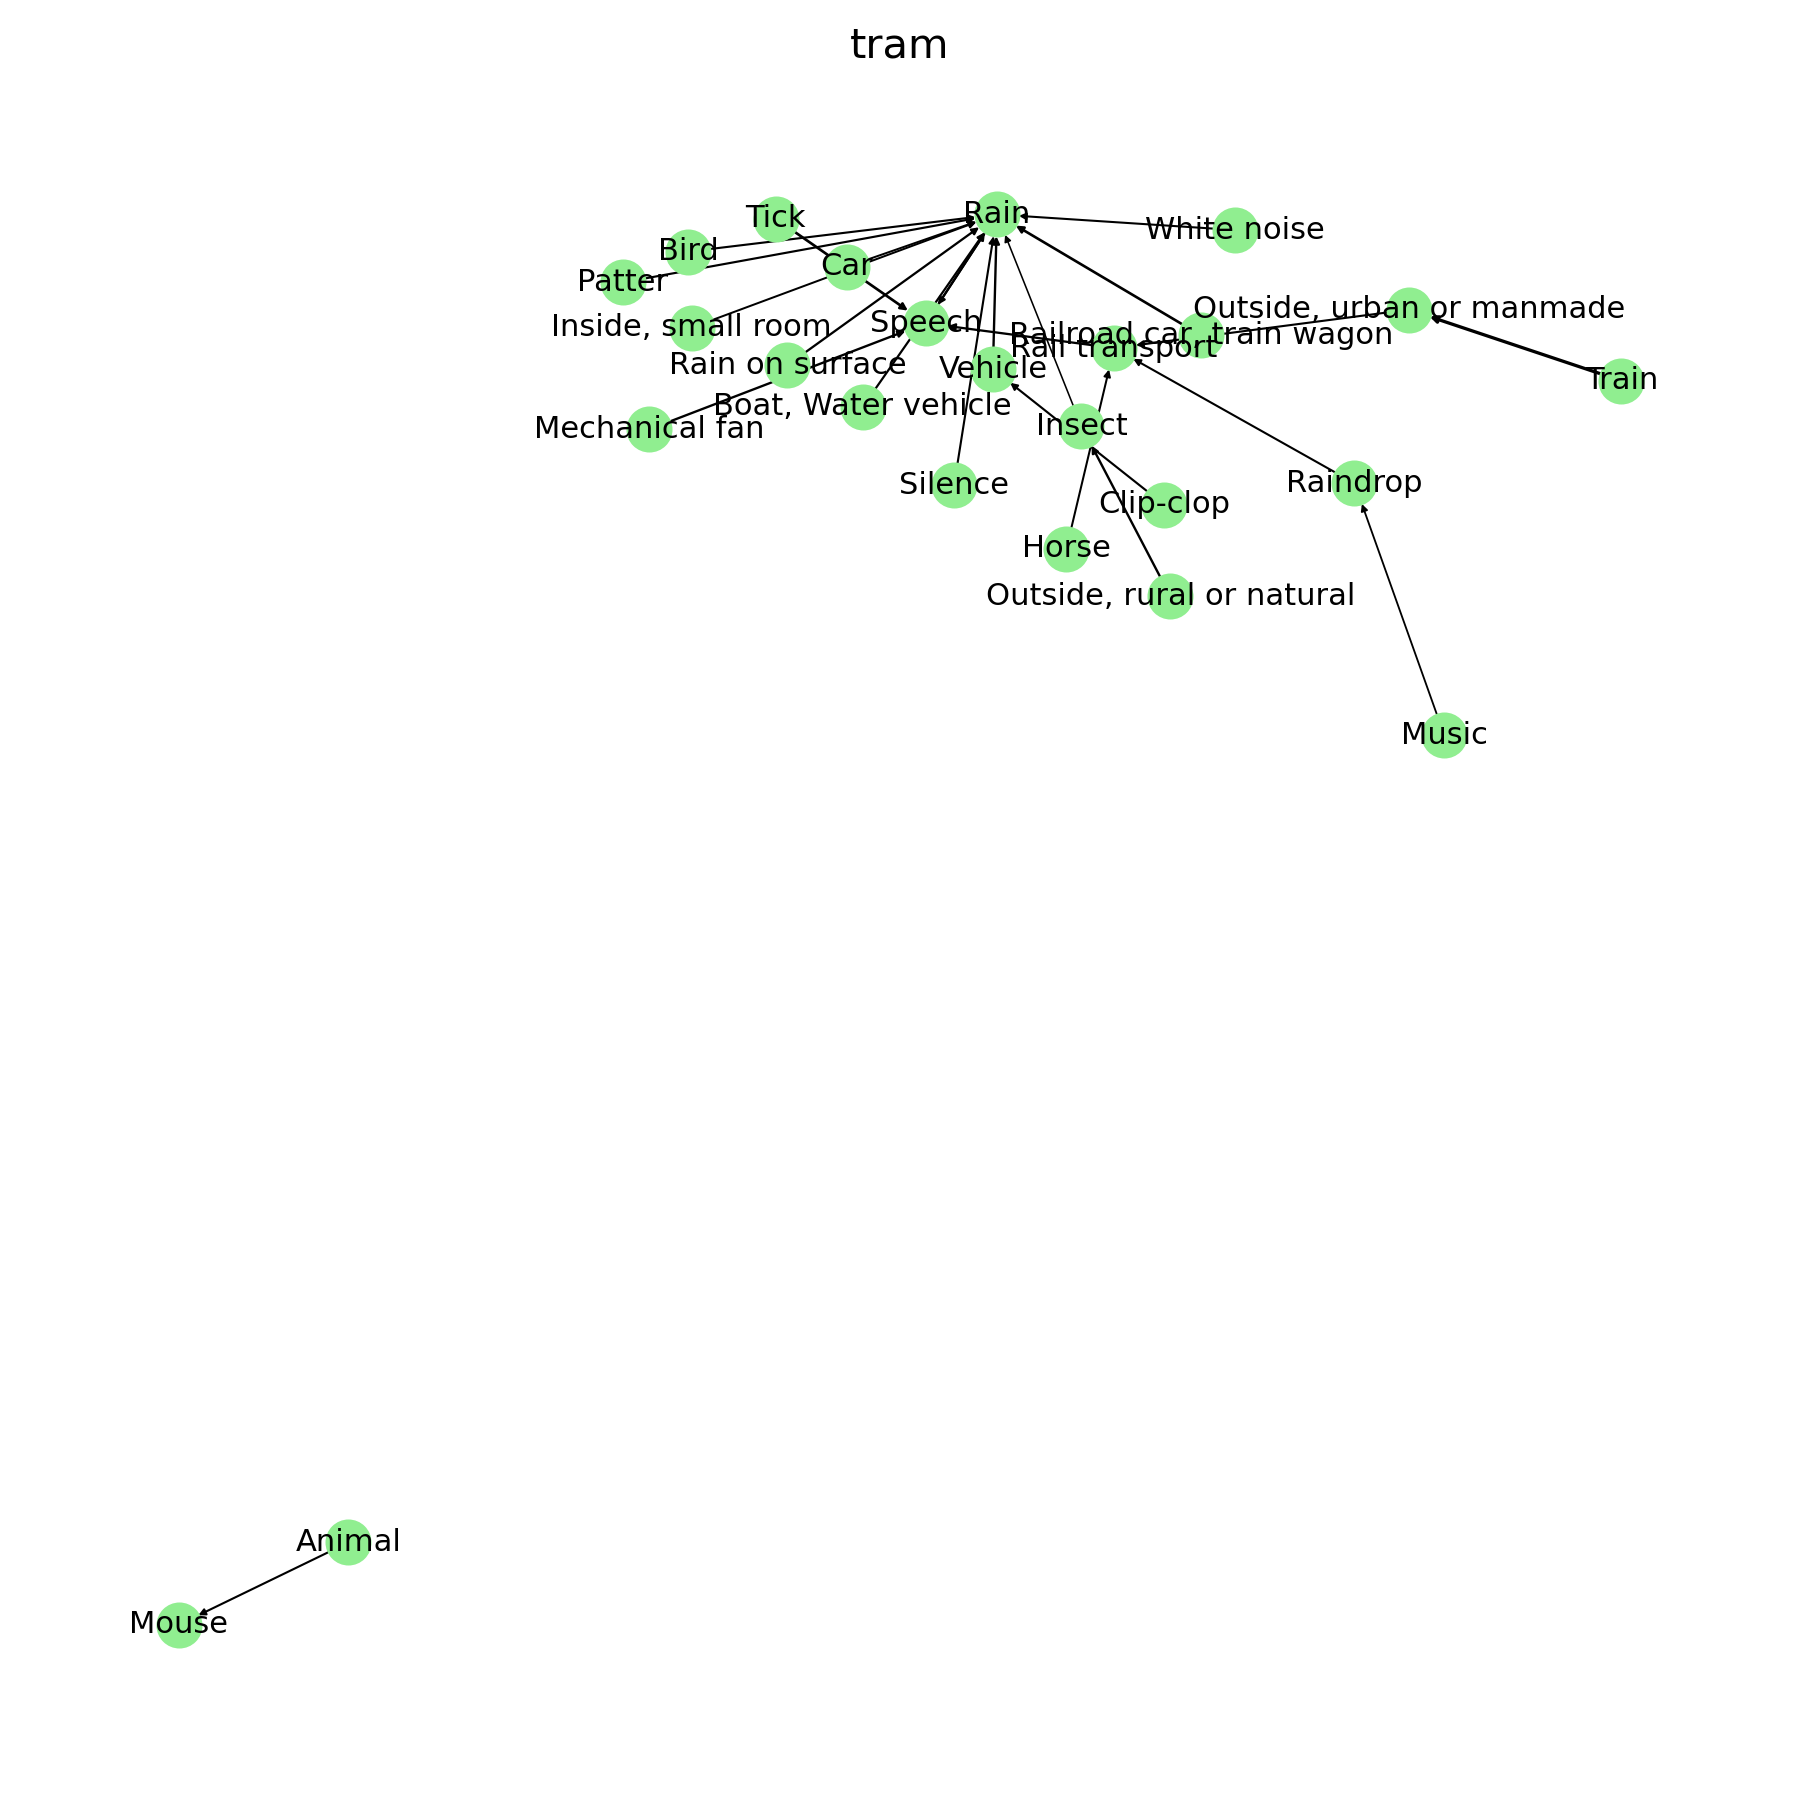 tram
Rain
Tick
White noise
Bird
Car
Patter
Outside, urban or manmade
Speech
Inside, small room
Railroad car, train wagon
Rail transport
Rain on surface
Vehicle
Train
Boat, Water vehicle
Insect
Mechanical fan
Silence
Raindrop
Clip-clop
Horse
Outside, rural or natural
Music
Animal
Mouse